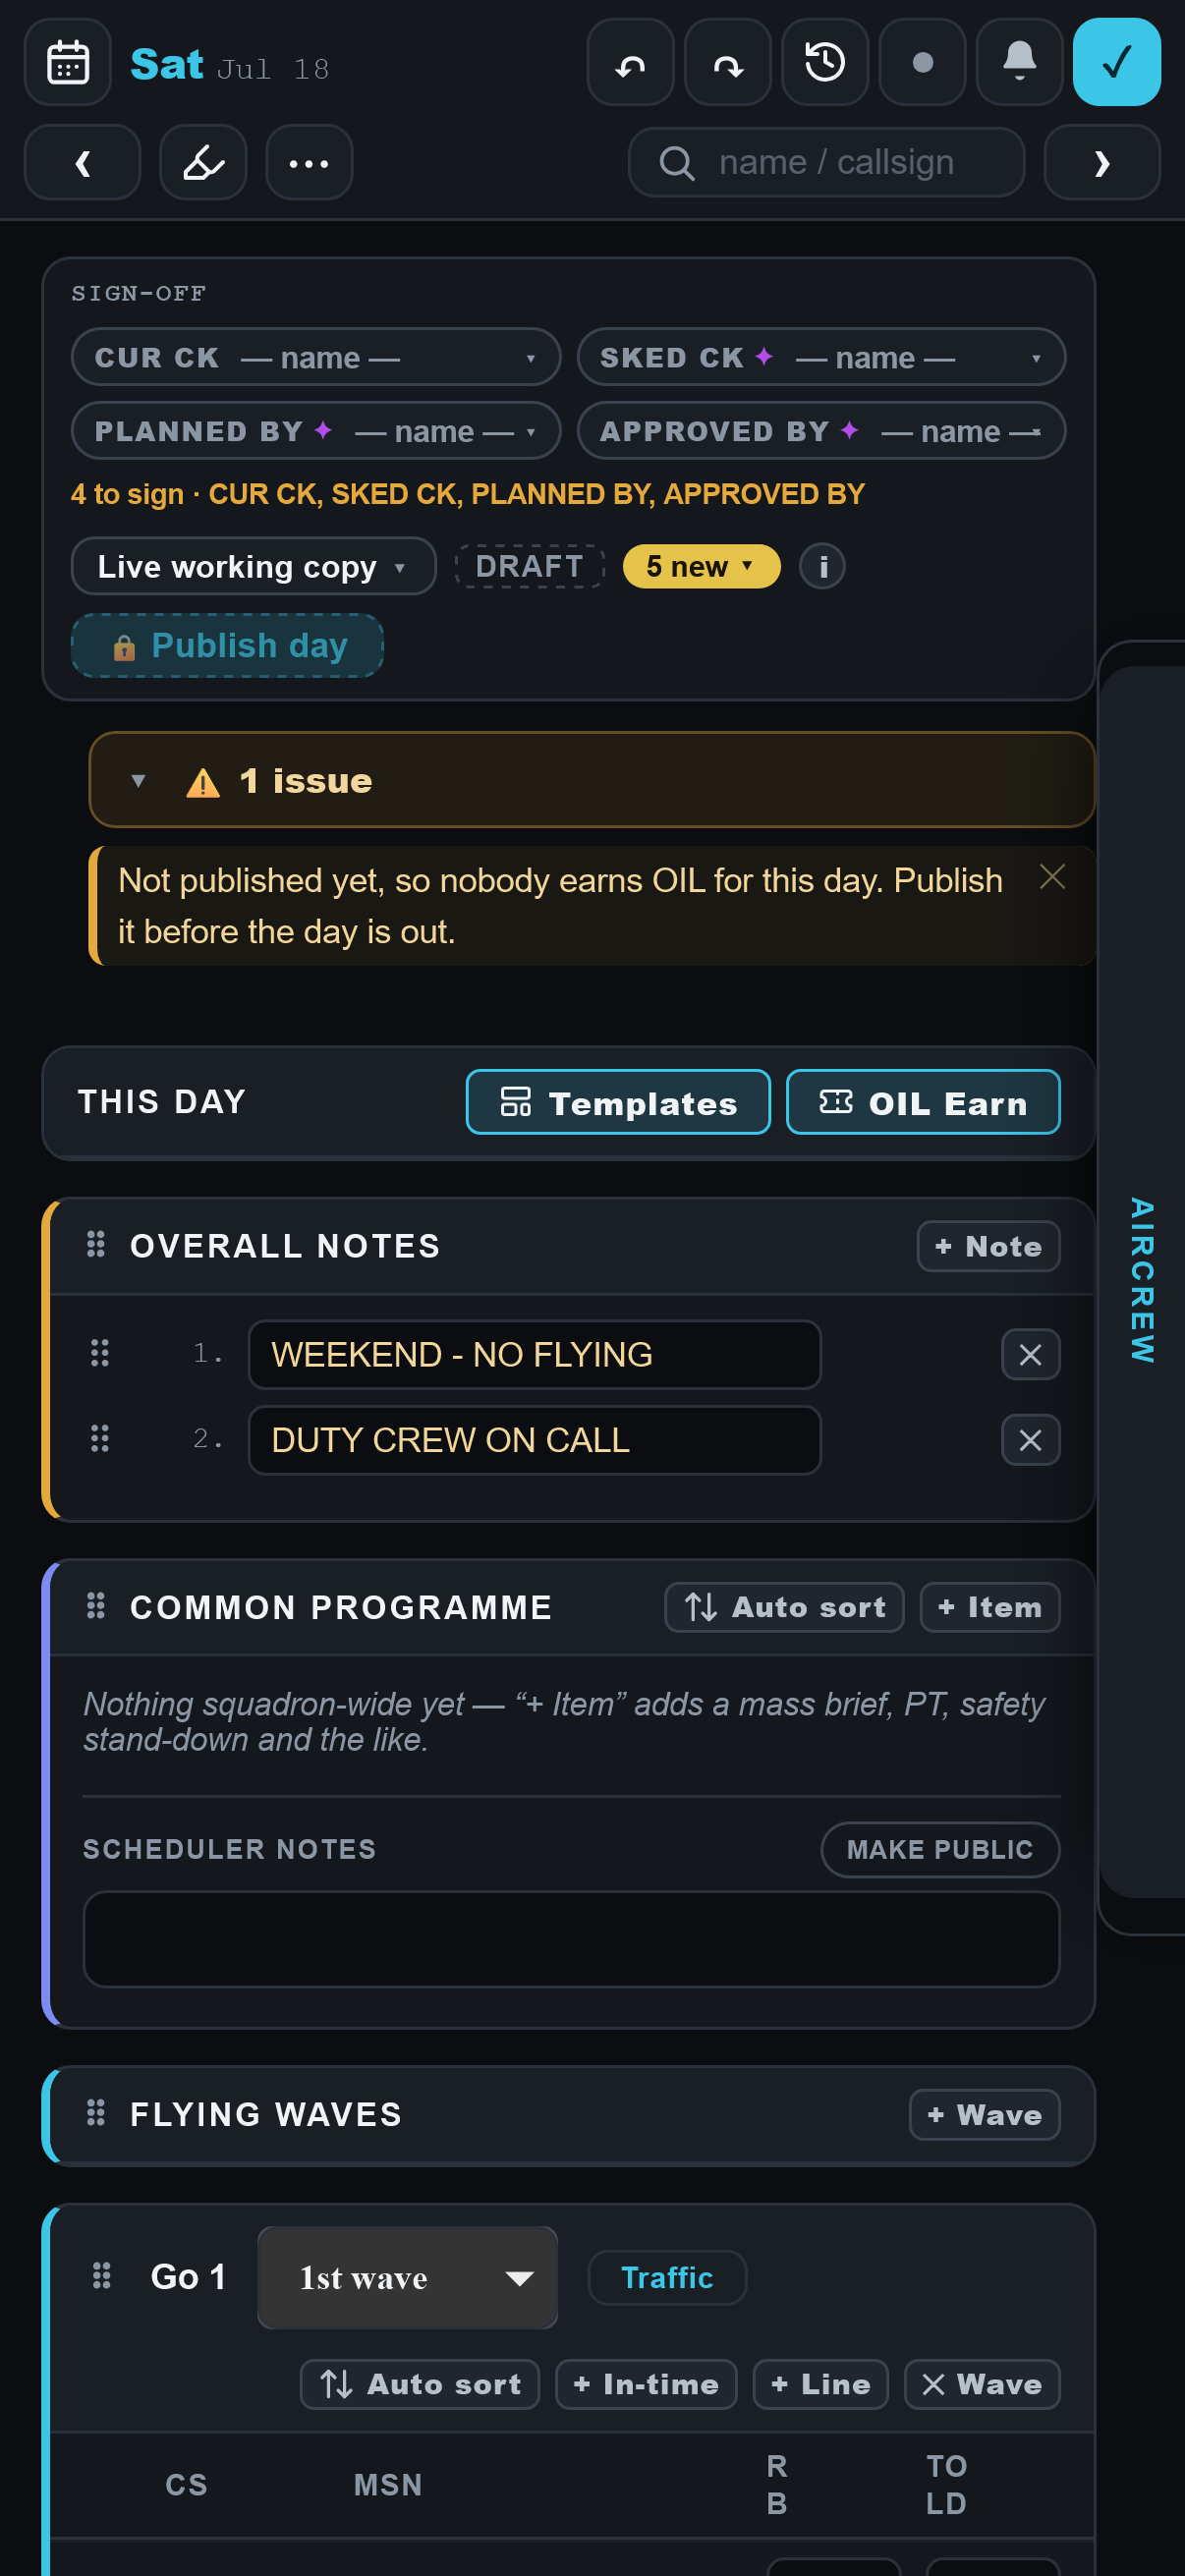 Sat Jul 18
name / callsign
SIGN-OFF
CUR CK — name —
SKED CK — name —
PLANNED BY — name —
APPROVED BY — name —
4 to sign · CUR CK, SKED CK, PLANNED BY, APPROVED BY
Live working copy
DRAFT
5 new
i
Publish day
1 issue
Not published yet, so nobody earns OIL for this day. Publish
it before the day is out.
THIS DAY
Templates
OIL Earn
AIRCREW
OVERALL NOTES
+ Note
1. WEEKEND - NO FLYING
2. DUTY CREW ON CALL
COMMON PROGRAMME
Auto sort
+ Item
Nothing squadron-wide yet — “+ Item” adds a mass brief, PT, safety
stand-down and the like.
SCHEDULER NOTES
MAKE PUBLIC
FLYING WAVES
+ Wave
Go 1
1st wave
Traffic
Auto sort
+ In-time
+ Line
× Wave
CS
MSN
R
B
TO
LD